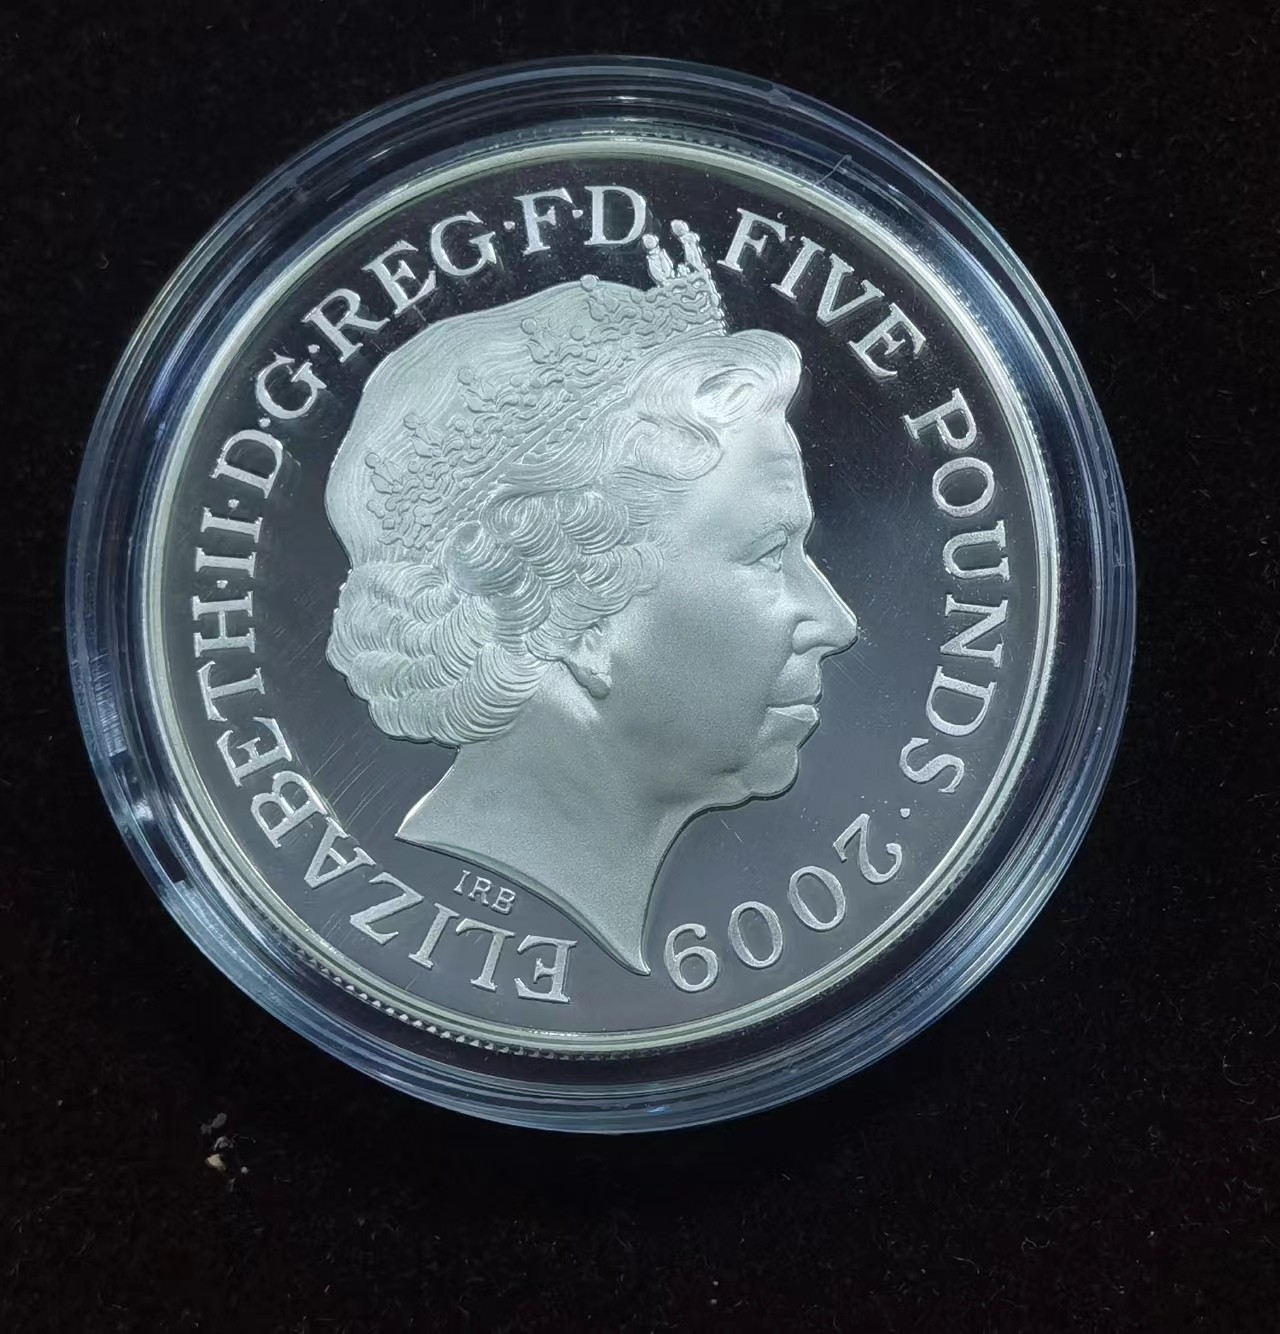 ELIZABETH·II·D·G·REG·F·D FIVE POUNDS·2009
IRB